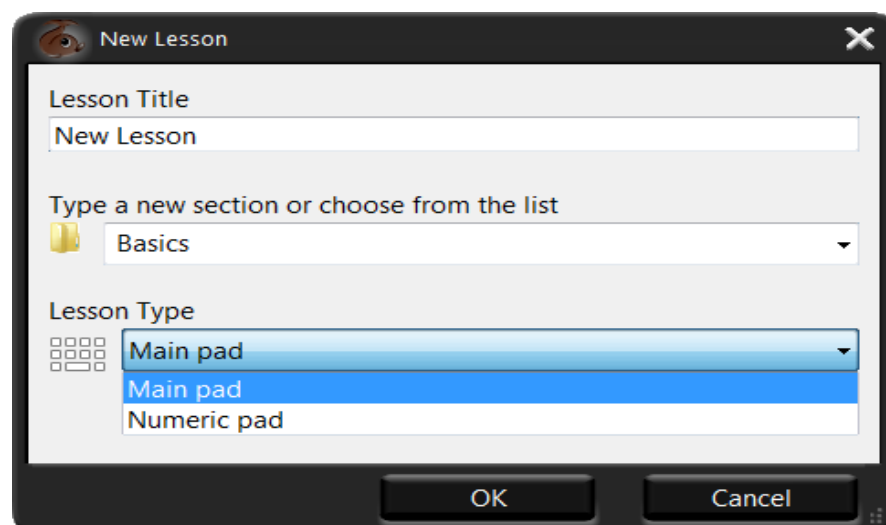 New Lesson
Lesson Title
New Lesson
Type a new section or choose from the list
Basics
Lesson Type
Main pad
Main pad
Numeric pad
OK Cancel